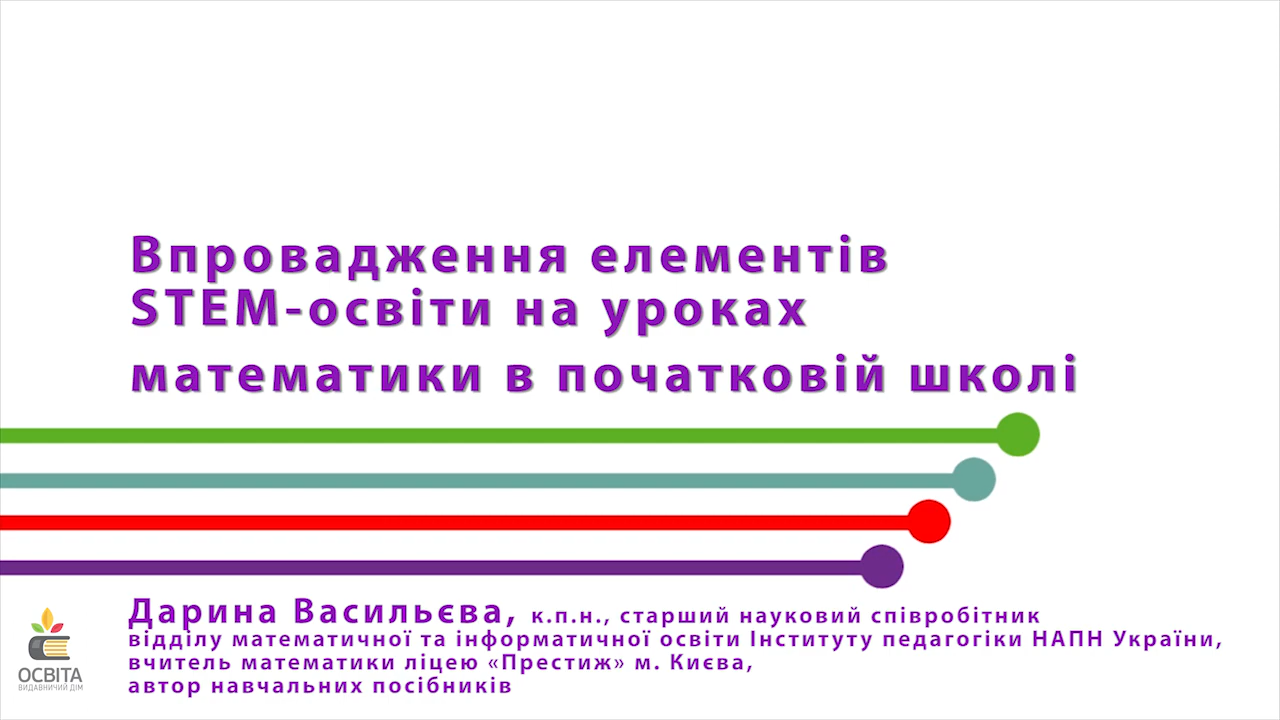 Впровадження елементів
STEM-освіти на уроках
математики в початковій школі
Дарина Васильєва, к.п.н., старший науковий співробітник
відділу математичної та інформатичної освіти Інституту педагогіки НАПН України,
вчитель математики ліцею «Престиж» м. Києва,
автор навчальних посібників
ОСВІТА
ВИДАВНИЧИЙ ДІМ